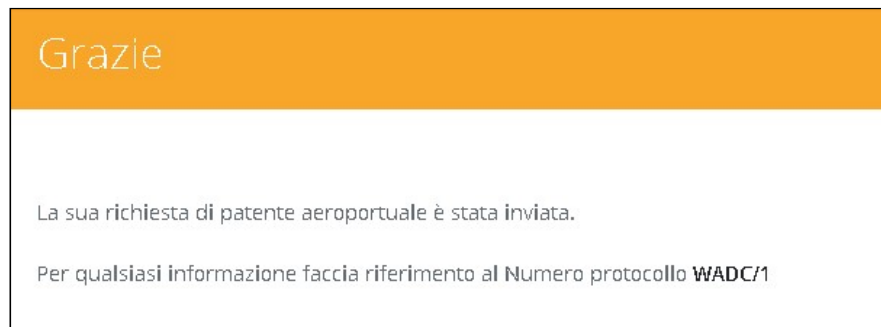 Grazie
La sua richiesta di patente aeroportuale è stata inviata.
Per qualsiasi informazione faccia riferimento al Numero protocollo WADC/1